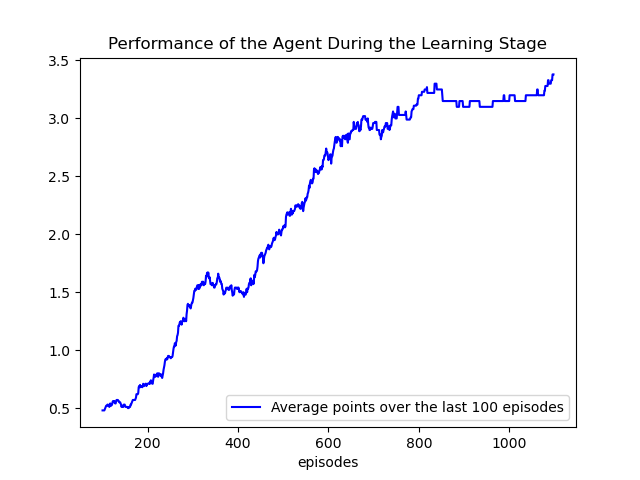 Performance of the Agent During the Learning Stage
3.5
3.0
2.5
2.0
1.5
1.0
0.5
Average points over the last 100 episodes
200 400 600 800 1000
episodes